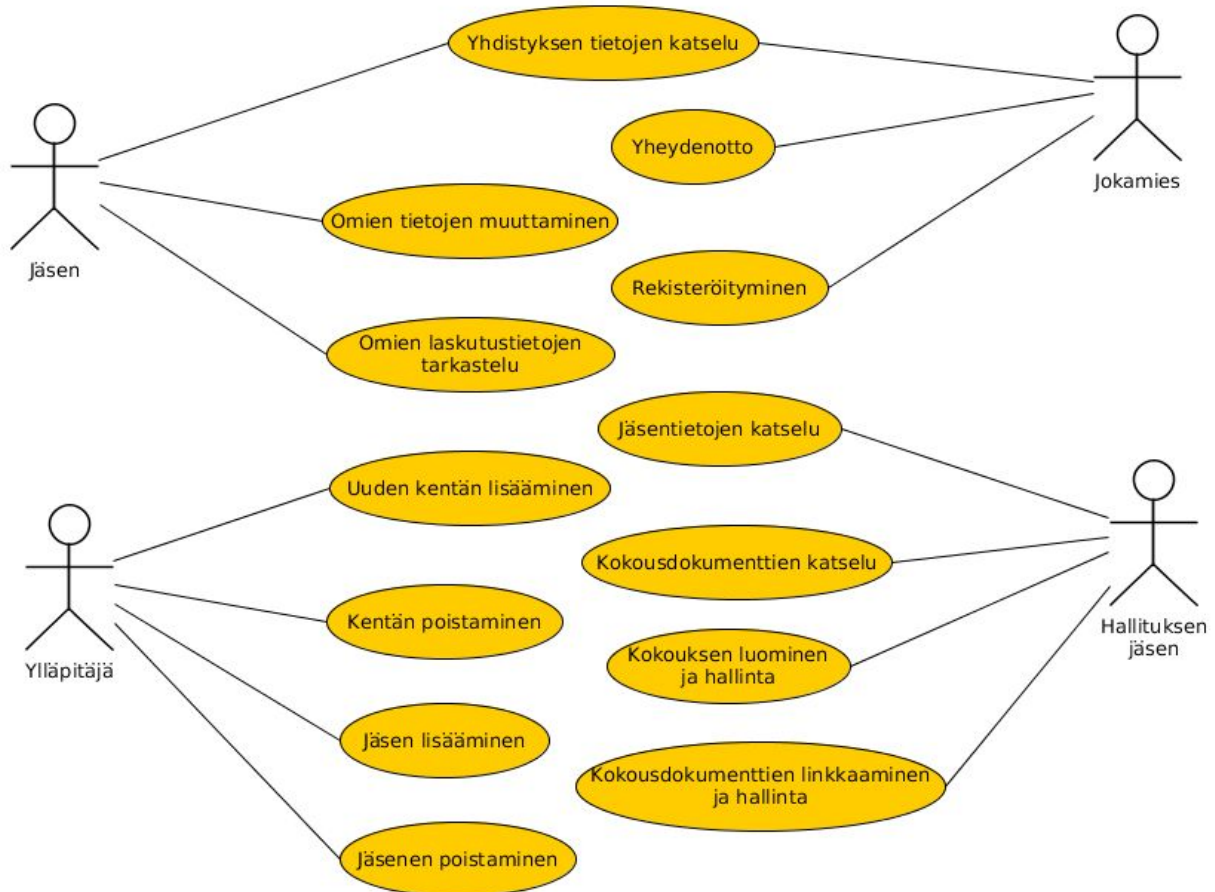 Yhdistyksen tietojen katselu
Yheydenotto
Jokamies
Omien tietojen muuttaminen
Jäsen
Rekisteröityminen
Omien laskutustietojen
tarkastelu
Jäsentietojen katselu
Uuden kentän lisääminen
Kokousdokumenttien katselu
Kentän poistaminen
Hallituksen
jäsen
Ylläpitäjä
Kokouksen luominen
ja hallinta
Jäsen lisääminen
Kokousdokumenttien linkkaaminen
ja hallinta
Jäsenen poistaminen